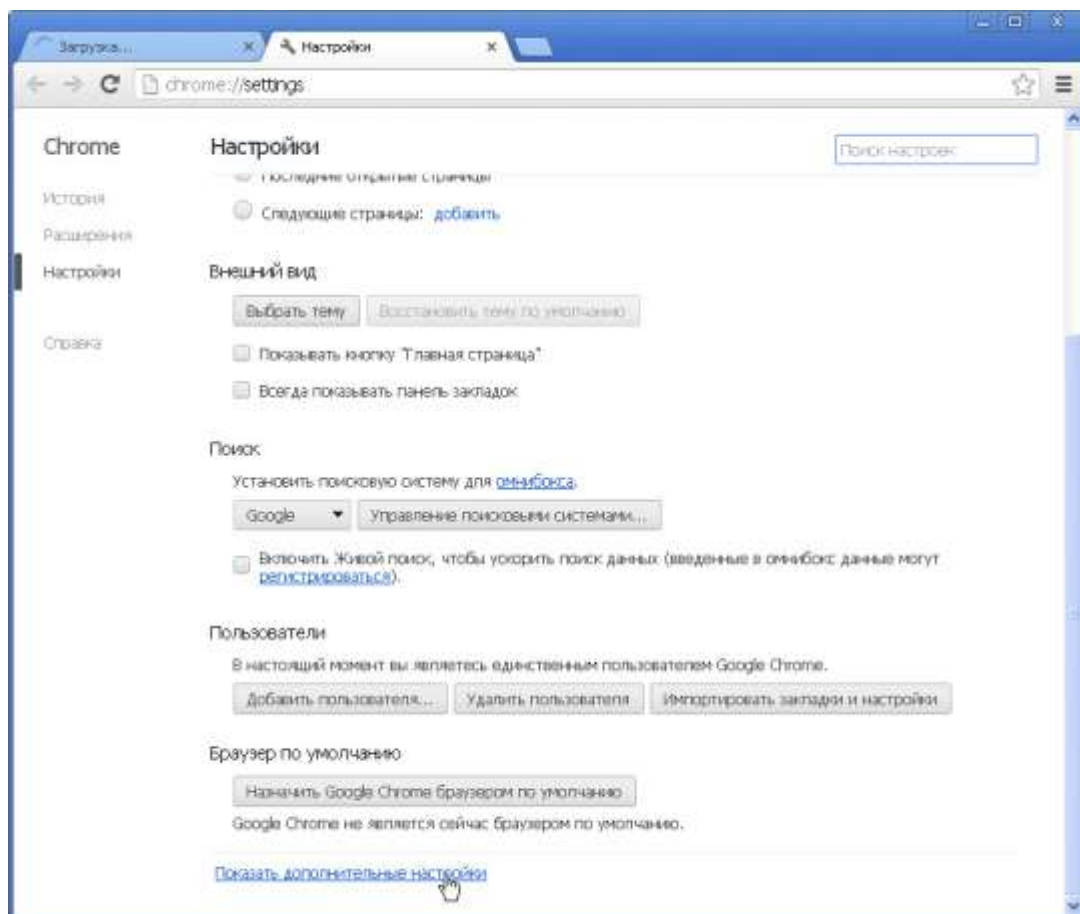 Загрузка...
Настройки
chrome://settings
Chrome
Настройки
Поиск настроек
История
Расширения
Настройки
Справка
Последние открытые страницы
Следующие страницы: добавить
Внешний вид
Выбрать тему
Восстановить тему по умолчанию
Показывать кнопку "Главная страница"
Всегда показывать панель закладок
Поиск
Установить поисковую систему для омнибокса.
Google
Управление поисковыми системами...
Включить Живой поиск, чтобы ускорить поиск данных (введенные в омнибокс данные могут
регистрироваться).
Пользователи
В настоящий момент вы являетесь единственным пользователем Google Chrome.
Добавить пользователя...
Удалить пользователя
Импортировать закладки и настройки
Браузер по умолчанию
Назначить Google Chrome браузером по умолчанию
Google Chrome не является сейчас браузером по умолчанию.
Показать дополнительные настройки